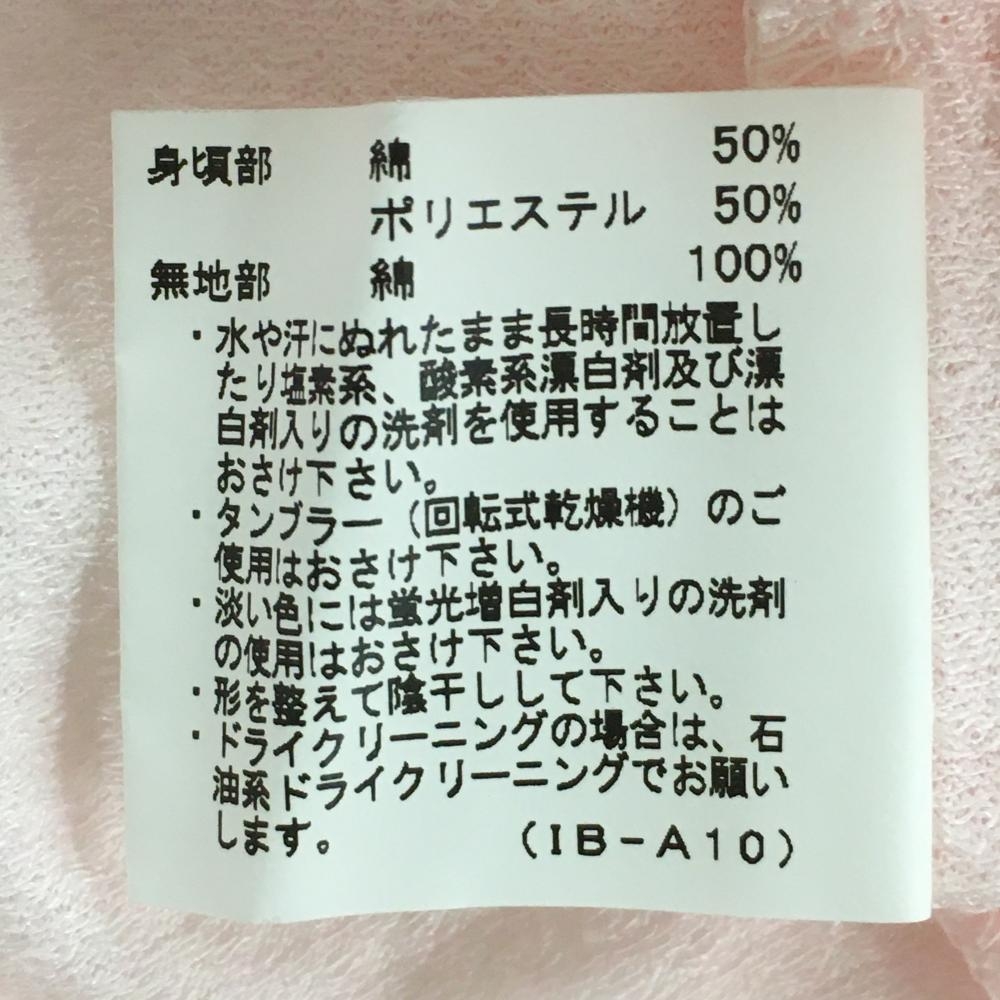 身頃部 綿 50%
ポリエステル 50%
無地部 綿 100%
・水や汗にぬれたまま長時間放置し
たり塩素系、酸素系漂白剤及び漂
白剤入りの洗剤を使用することは
おさけ下さい。
・タンブラー(回転式乾燥機)のご
使用はおさけ下さい。
・淡い色には蛍光増白剤入りの洗剤
の使用はおさけ下さい。
・形を整えて陰干しして下さい。
・ドライクリーニングの場合は、石
油系ドライクリーニングでお願い
します。 (IB-A10)